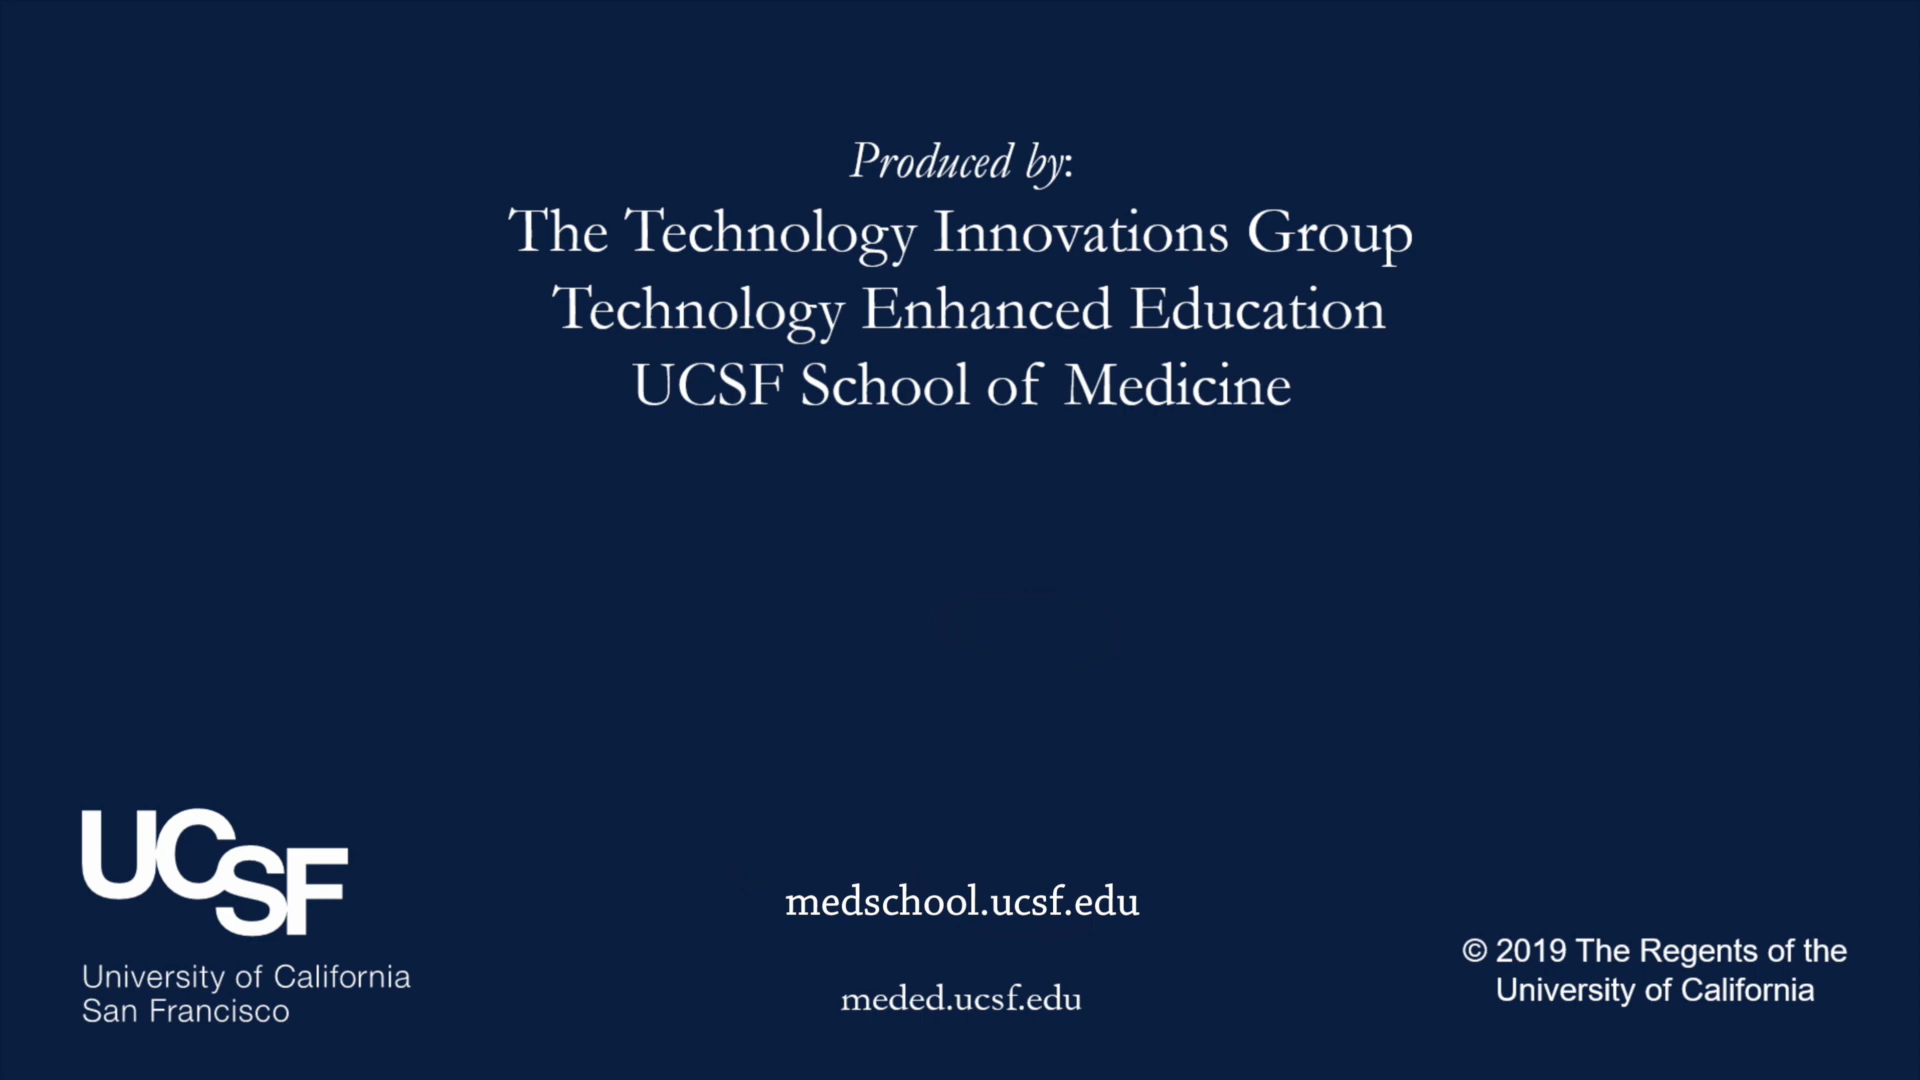 Produced by:
The Technology Innovations Group
Technology Enhanced Education
UCSF School of Medicine
UCSF
University of California
San Francisco
medschool.ucsf.edu
meded.ucsf.edu
© 2019 The Regents of the
University of California